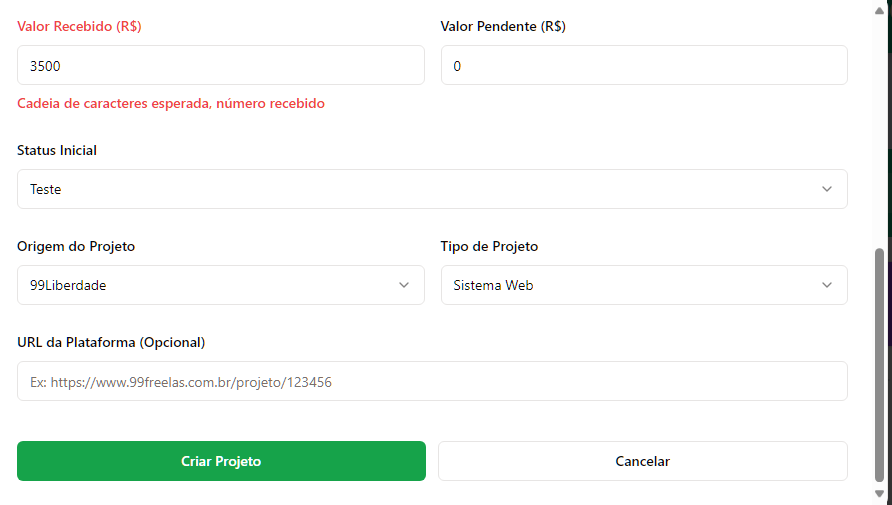 Valor Recebido (R$)
Valor Pendente (R$)
3500
0
Cadeia de caracteres esperada, número recebido
Status Inicial
Teste
Origem do Projeto
Tipo de Projeto
99Liberdade
Sistema Web
URL da Plataforma (Opcional)
Ex: https://www.99freelas.com.br/projeto/123456
Criar Projeto
Cancelar